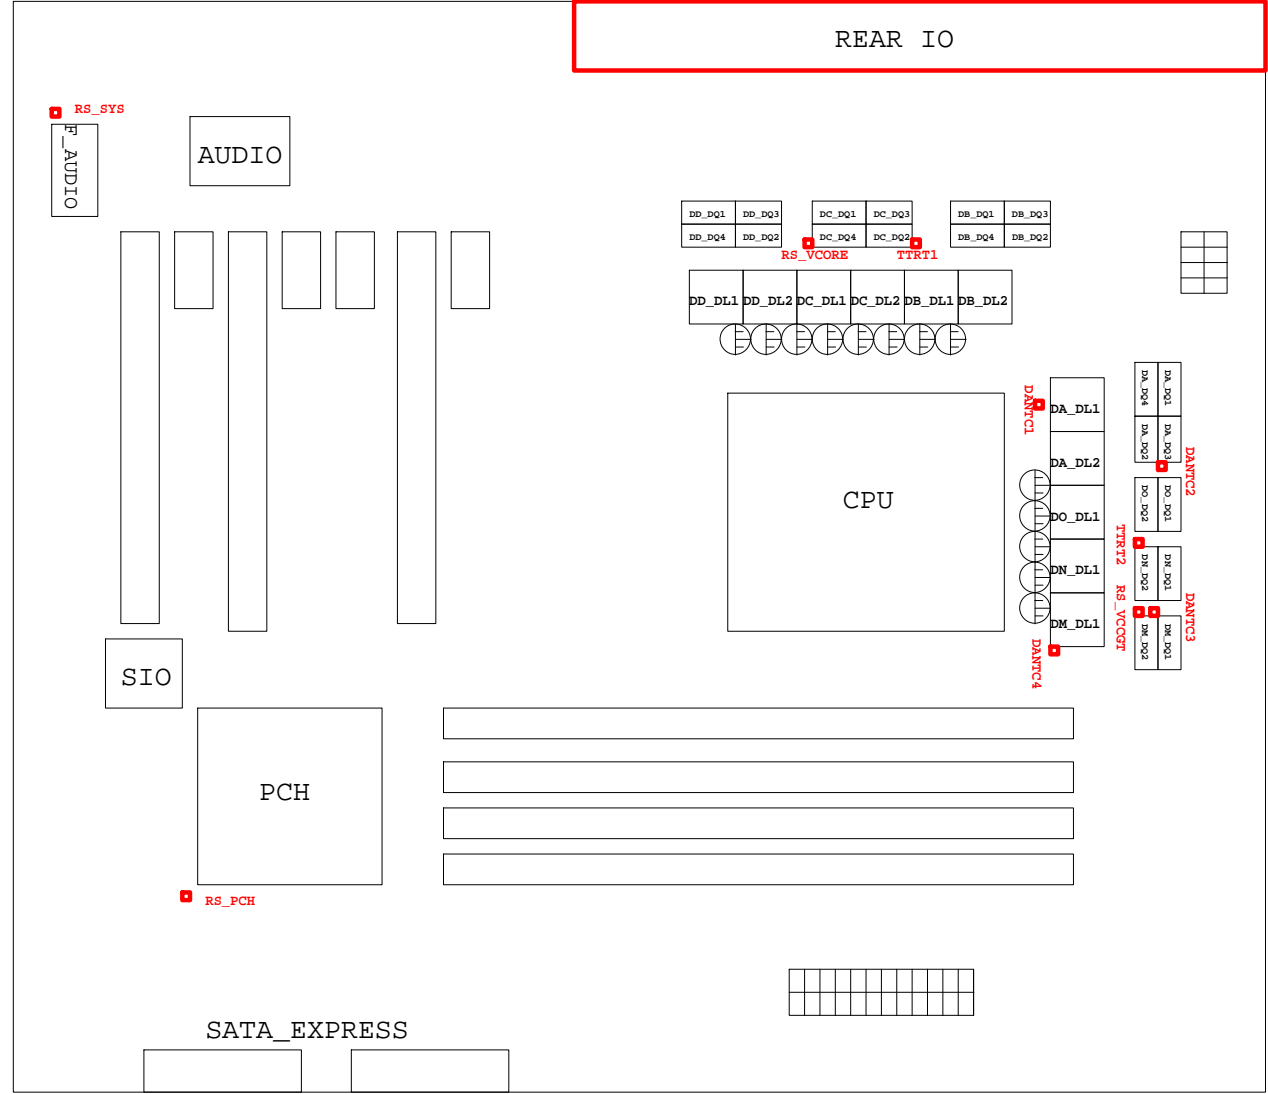 REAR IO
RS_SYS
F_AUDIO
AUDIO
DD_DQ1 DD_DQ3 DC_DQ1 DC_DQ3 DB_DQ1 DB_DQ3
DD_DQ4 DD_DQ2 DC_DQ4 DC_DQ2 DB_DQ4 DB_DQ2
RS_VCORE TTRT1
DD_DL1 DD_DL2 DC_DL1 DC_DL2 DB_DL1 DB_DL2
DANTC1
DA_DL1
DA_DQ4
DA_DQ1
DA_DL2
DA_DQ2
DA_DQ3
DANTC2
CPU
DO_DL1
DO_DQ2
DO_DQ1
TTRT2
DN_DL1
DN_DQ2
DN_DQ1
RS_VCCGT
DANTC3
DM_DL1
DM_DQ2
DM_DQ1
DANTC4
SIO
PCH
RS_PCH
SATA_EXPRESS